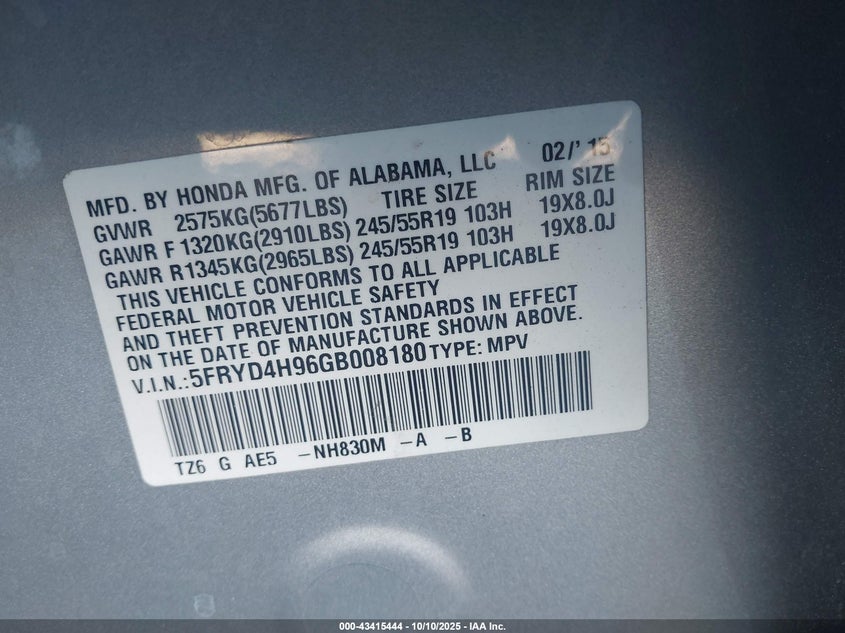 MFD. BY HONDA MFG. OF ALABAMA, LLC 02/'15
GVWR 2575KG(5677LBS) TIRE SIZE RIM SIZE
GAWR F 1320KG(2910LBS) 245/55R19 103H 19X8.0J
GAWR R1345KG(2965LBS) 245/55R19 103H 19X8.0J
THIS VEHICLE CONFORMS TO ALL APPLICABLE
FEDERAL MOTOR VEHICLE SAFETY
AND THEFT PREVENTION STANDARDS IN EFFECT
ON THE DATE OF MANUFACTURE SHOWN ABOVE.
V.I.N.:5FRYD4H96GB008180 TYPE: MPV
TZ6 G AE5 -NH830M -A -B
000-43415444 - 10/10/2025 - IAA Inc.